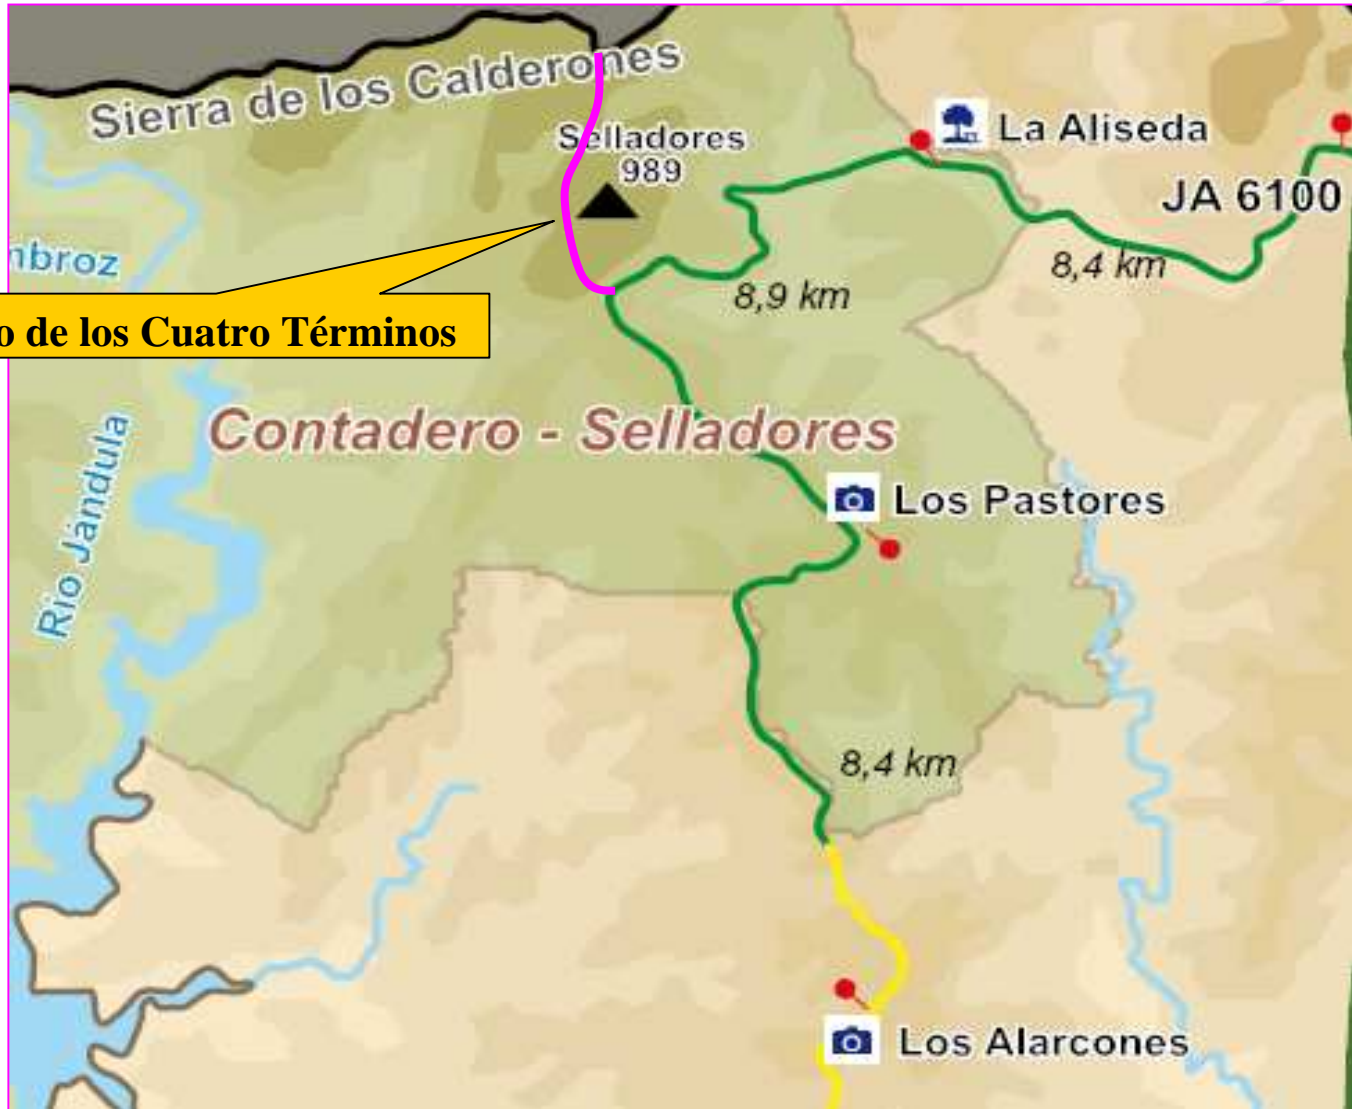 Sierra de los Calderones
Selladores
989
La Aliseda
JA 6100
8,4 km
8,9 km
de los Cuatro Términos
Contadero - Selladores
Río Jándula
Los Pastores
8,4 km
Los Alarcones